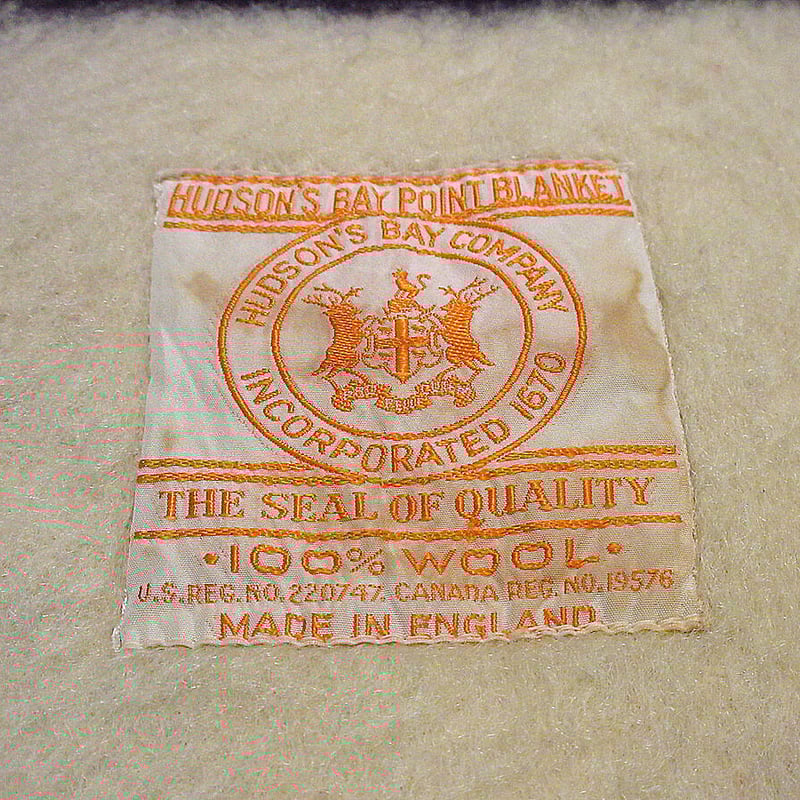 HUDSON'S BAY POINT BLANKET
HUDSON'S BAY COMPANY
INCORPORATED 1670
THE SEAL OF QUALITY
·100% WOOL·
U.S. REG. NO. 220747. CANADA REG. NO. 19576
MADE IN ENGLAND